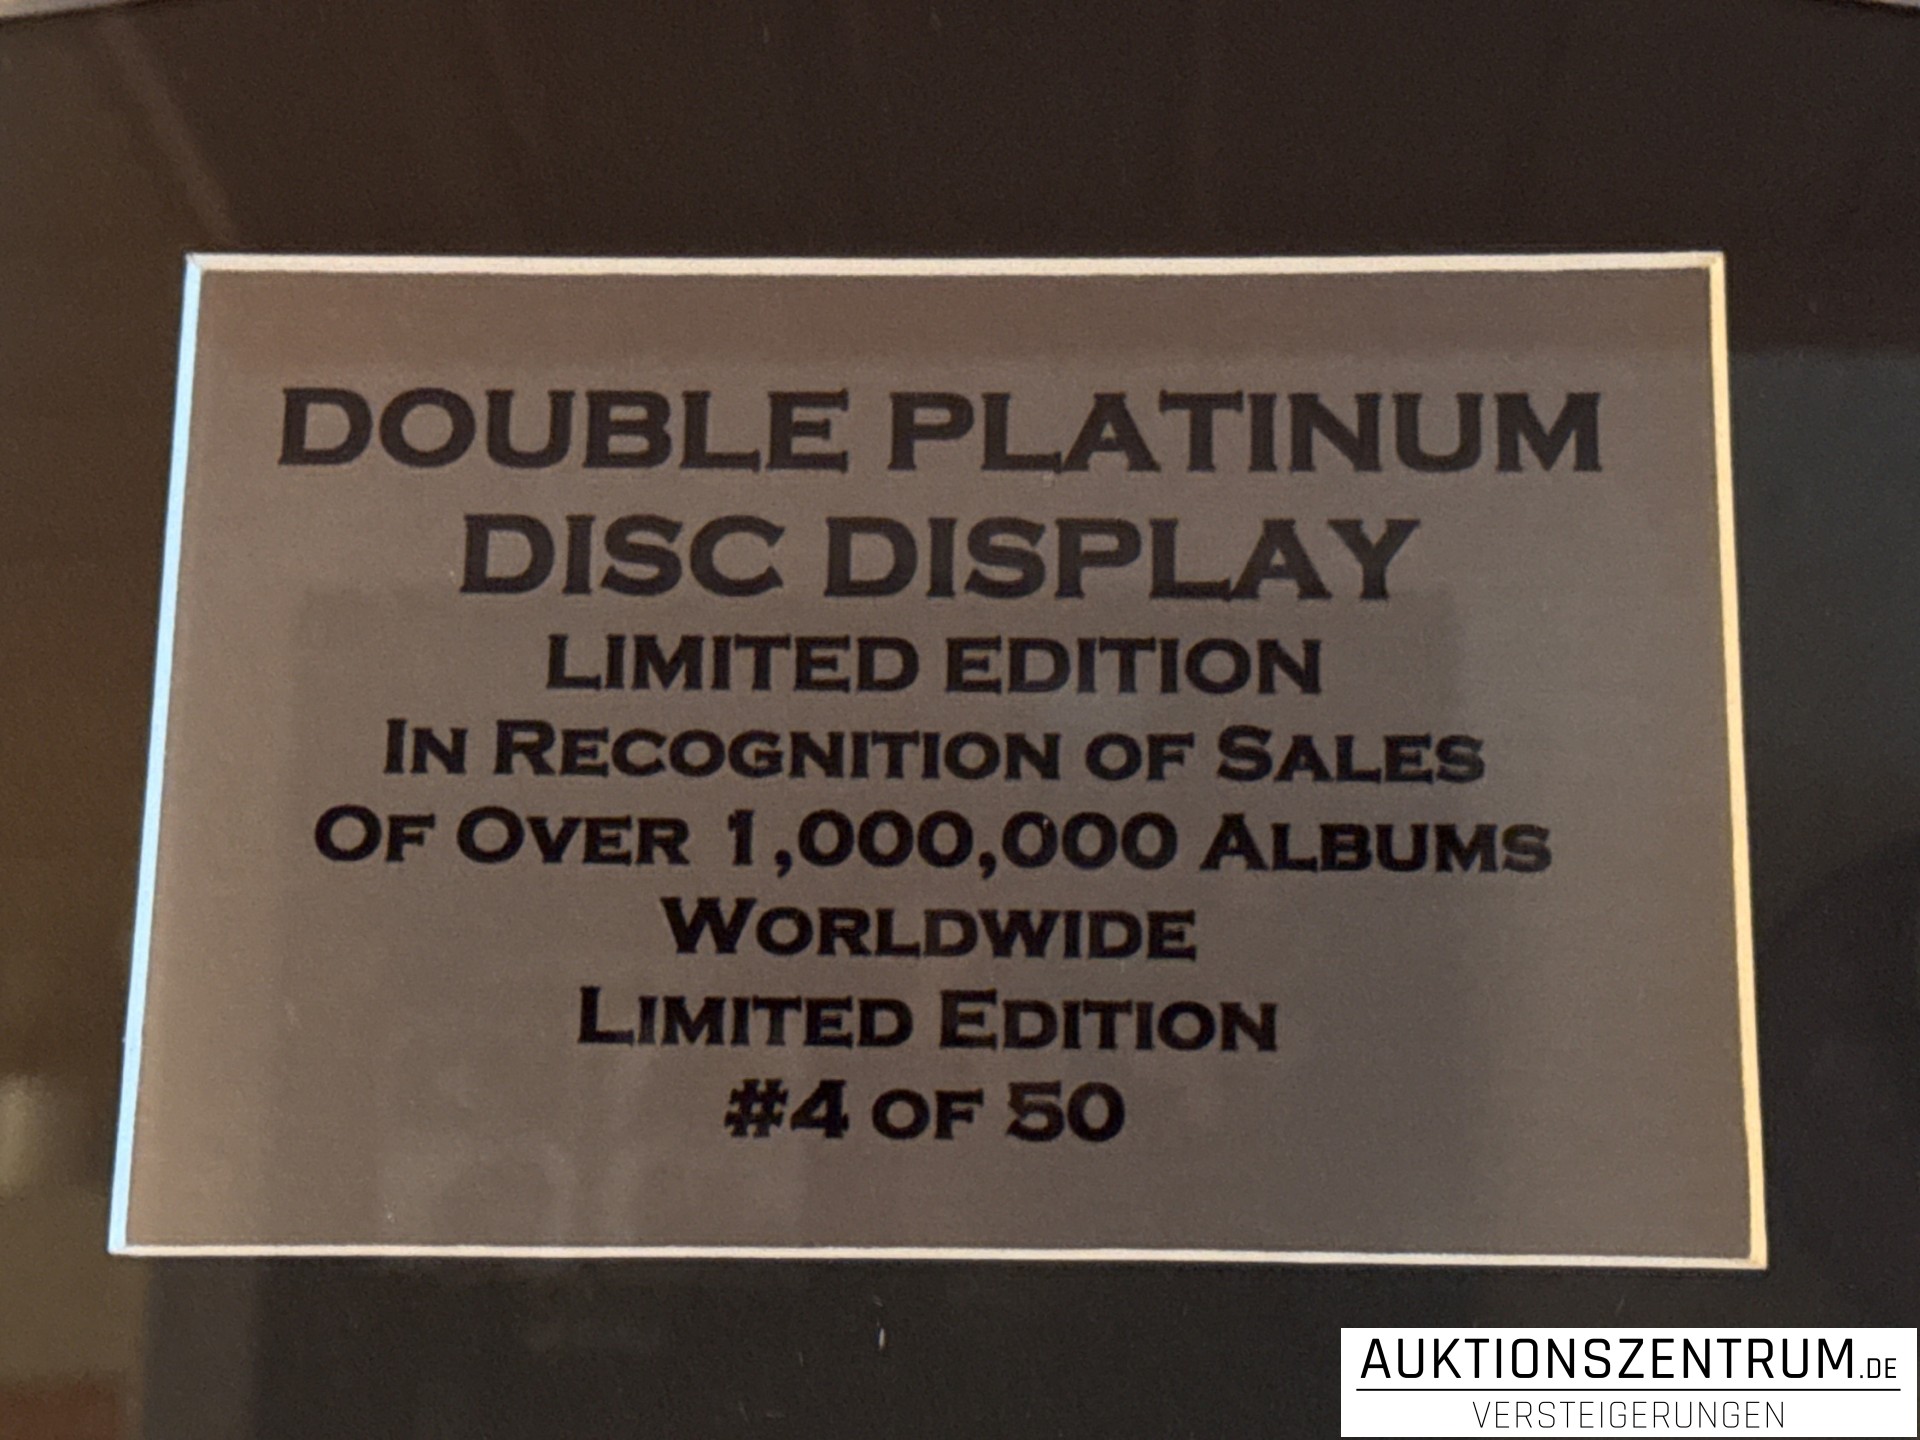 DOUBLE PLATINUM
DISC DISPLAY
LIMITED EDITION
IN RECOGNITION OF SALES
OF OVER 1,000,000 ALBUMS
WORLDWIDE
LIMITED EDITION
#4 OF 50
AUKTIONSZENTRUM.DE
VERSTEIGERUNGEN